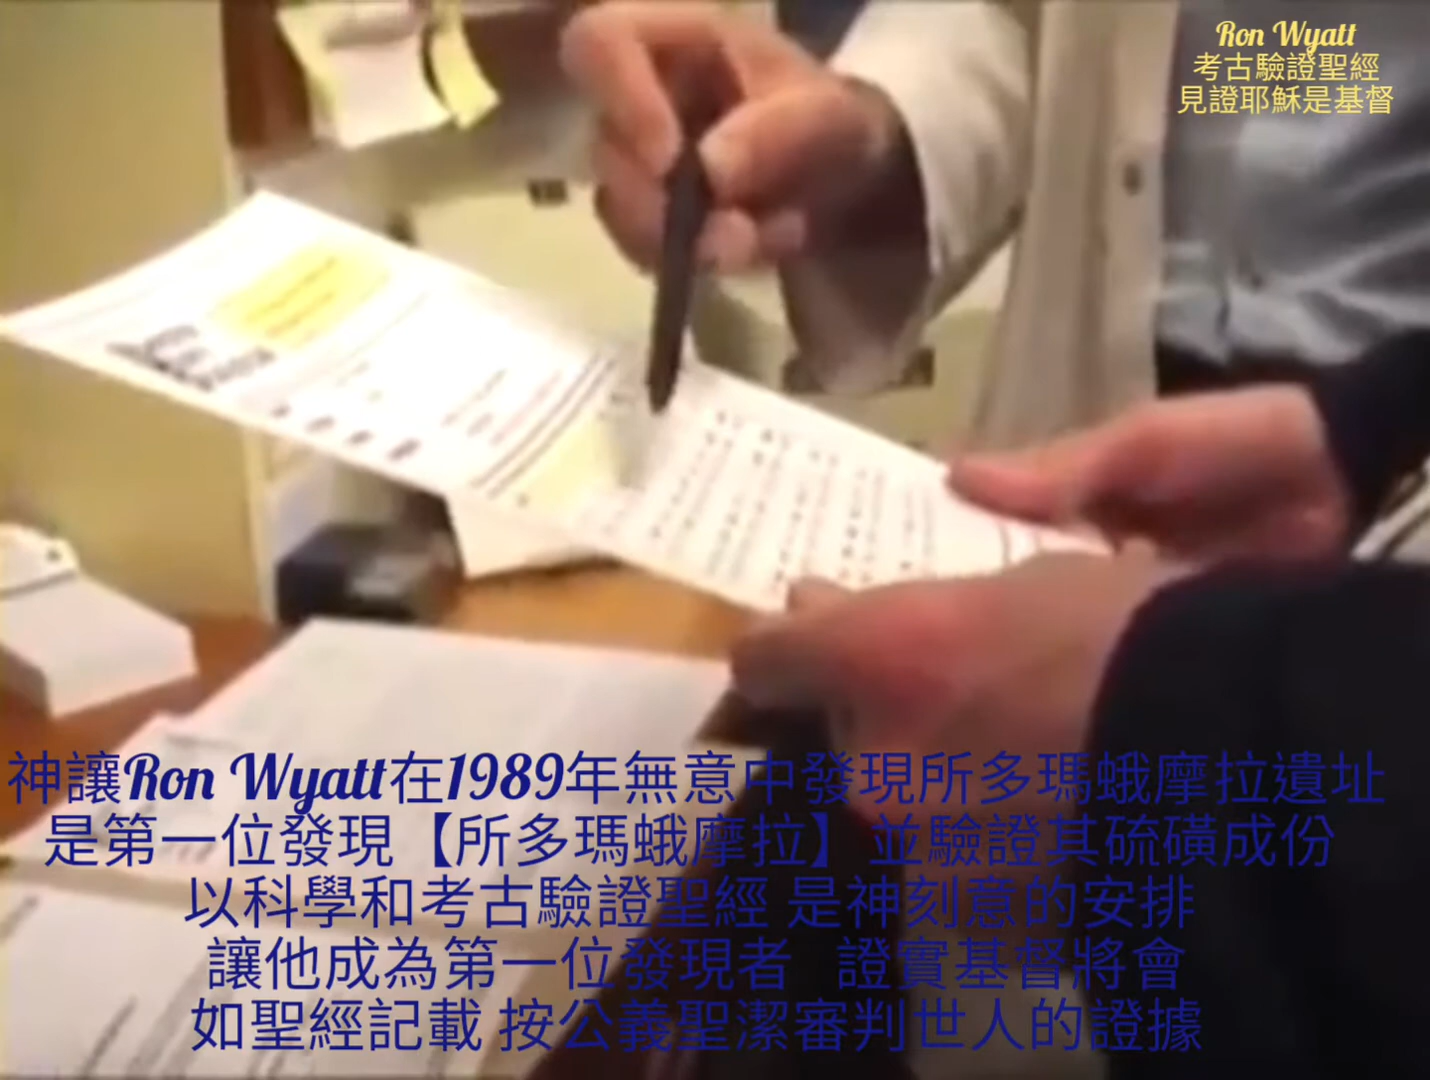 Ron Wyatt
考古驗證聖經
見證耶穌是基督
神讓Ron Wyatt在1989年無意中發現所多瑪蛾摩拉遺址
是第一位發現【所多瑪蛾摩拉】並驗證其硫磺成份
以科學和考古驗證聖經 是神刻意的安排
讓他成為第一位發現者 證實基督將會
如聖經記載 按公義聖潔審判世人的證據